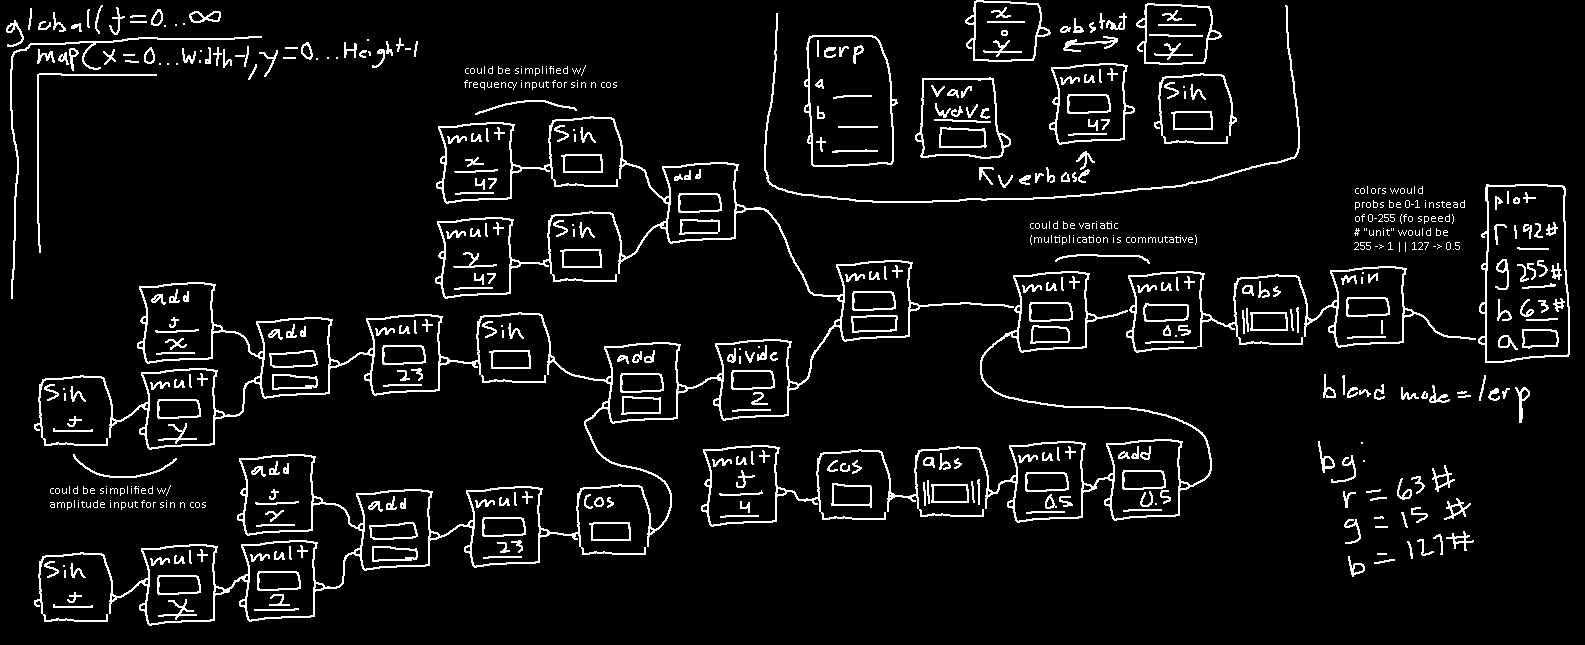 global(t=0...∞
map(x=0...Width-1,y=0...Height-1
could be simplified w/
frequency input for sin n cos
mult
x
47
Sin
add
mult
y
47
Sin
lerp
a
b
t
x
y
abstract
x
y
var
wave
mult
47
Sin
verbose
could be variatic
(multiplication is commutative)
colors would
probs be 0-1 instead
of 0-255 (fo speed)
# "unit" would be
255 -> 1 || 127 -> 0.5
plot
r 192#
g 255#
b 63#
a
add
t
x
add
mult
23
Sin
Sin
t
mult
y
could be simplified w/
amplitude input for sin n cos
add
divide
2
mult
mult
mult
0.5
abs
min
1
blend mode = lerp
add
t
y
add
mult
23
cos
Sin
t
mult
x
mult
2
mult
t
4
cos
abs
mult
0.5
add
0.5
bg:
r = 63#
g = 15 #
b = 127#